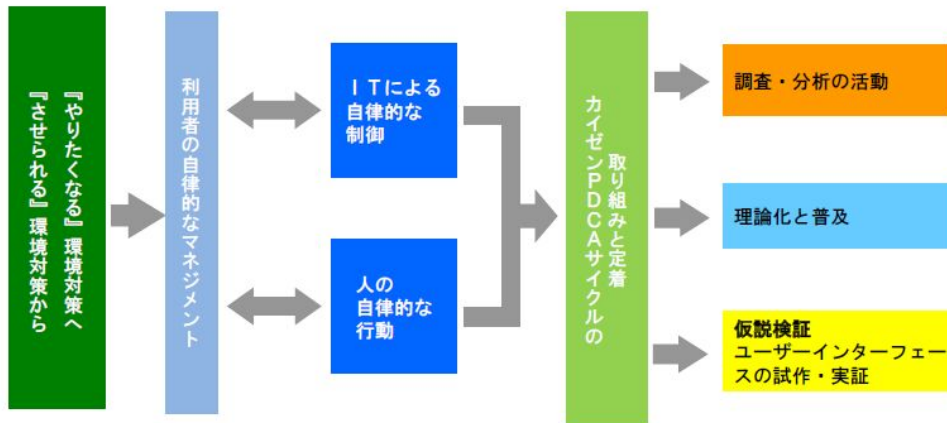 『やりたくなる』環境対策へ
『させられる』環境対策から
利用者の自律的なマネジメント
ＩＴによる
自律的な
制御
人の
自律的な
行動
取り組みと定着
カイゼンＰＤＣＡサイクルの
調査・分析の活動
理論化と普及
仮説検証
ユーザーインターフェー
スの試作・実証